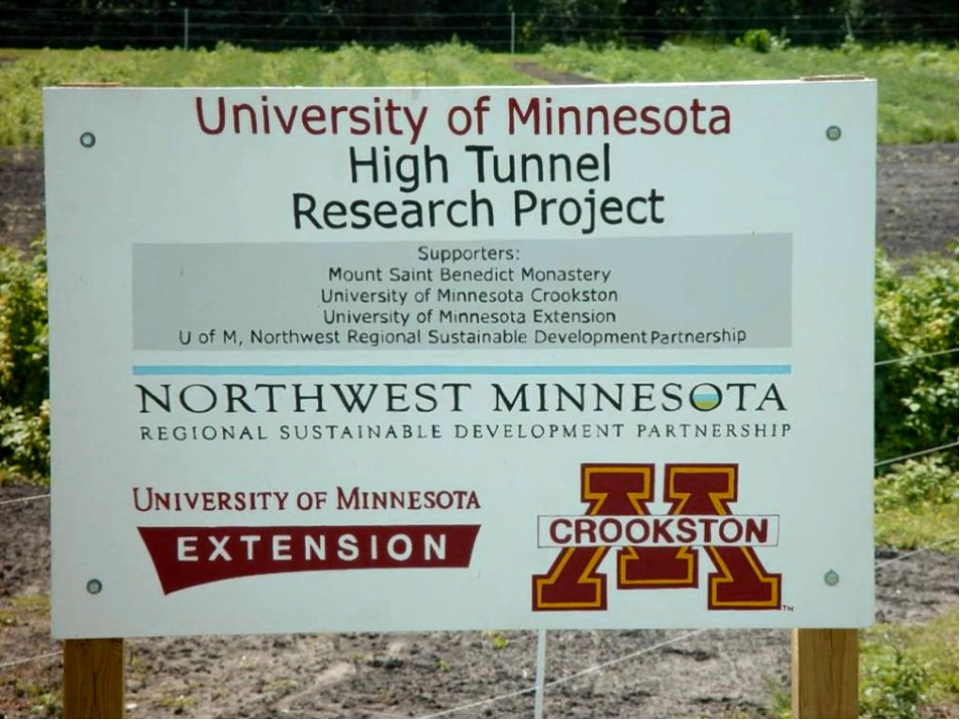 University of Minnesota
High Tunnel
Research Project
Supporters:
Mount Saint Benedict Monastery
University of Minnesota Crookston
University of Minnesota Extension
U of M, Northwest Regional Sustainable Development Partnership
NORTHWEST MINNESOTA
REGIONAL SUSTAINABLE DEVELOPMENT PARTNERSHIP
UNIVERSITY OF MINNESOTA
EXTENSION
M
CROOKSTON
TM